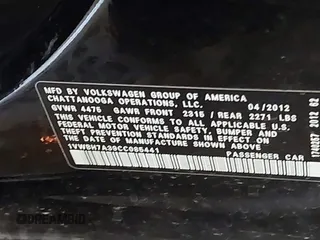 MFD BY VOLKSWAGEN GROUP OF AMERICA
CHATTANOOGA OPERATIONS, LLC. 04/2012
GVWR 4475 GAWR FRONT 2315 / REAR 2271 LBS
THIS VEHICLE CONFORMS TO ALL APPLICABLE U.S.
FEDERAL MOTOR VEHICLE SAFETY, BUMPER AND
THEFT PREVENTION STANDARDS IN EFFECT ON
THE DATE OF MANUFACTURE SHOWN ABOVE
PASSENGER CAR
2012